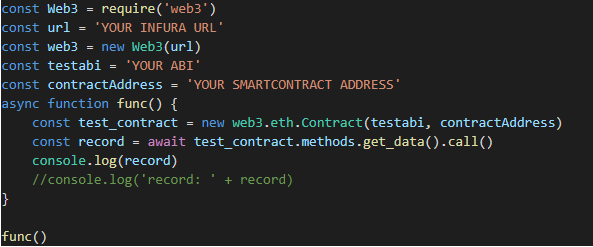 const Web3 = require('web3')
const url = 'YOUR INFURA URL'
const web3 = new Web3(url)
const testabi = 'YOUR ABI'
const contractAddress = 'YOUR SMARTCONTRACT ADDRESS'
async function func() {
    const test_contract = new web3.eth.Contract(testabi, contractAddress)
    const record = await test_contract.methods.get_data().call()
    console.log(record)
    //console.log('record: ' + record)
}

func()